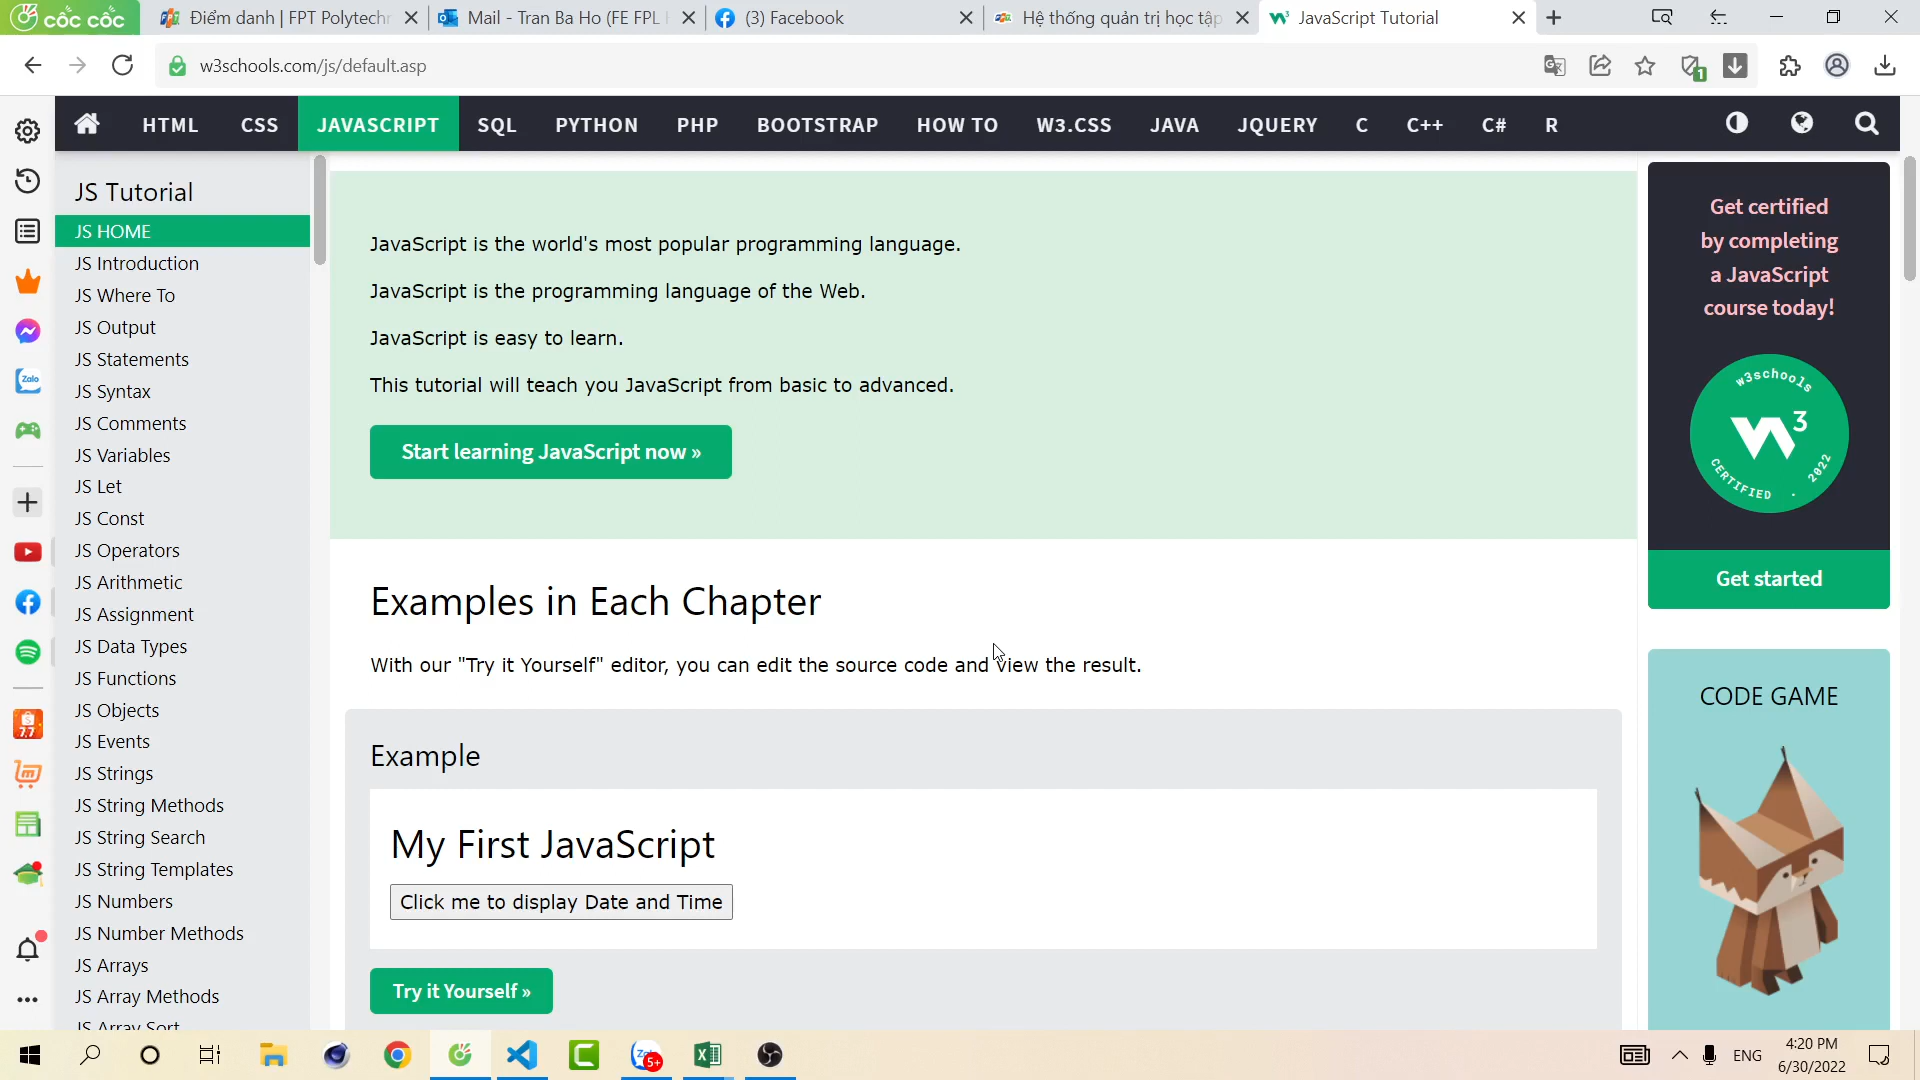 cốc cốc
Điểm danh | FPT Polytechn
Mail - Tran Ba Ho (FE FPL
(3) Facebook
Hệ thống quản trị học tập
JavaScript Tutorial
w3schools.com/js/default.asp
1
HTML CSS JAVASCRIPT SQL PYTHON PHP BOOTSTRAP HOW TO W3.CSS JAVA JQUERY C C++ C# R
JS Tutorial
JS HOME
JS Introduction
JS Where To
JS Output
JS Statements
JS Syntax
JS Comments
JS Variables
JS Let
JS Const
JS Operators
JS Arithmetic
JS Assignment
JS Data Types
JS Functions
JS Objects
JS Events
JS Strings
JS String Methods
JS String Search
JS String Templates
JS Numbers
JS Number Methods
JS Arrays
JS Array Methods
JS Array Sort
Zalo
7.7
JavaScript is the world's most popular programming language.
JavaScript is the programming language of the Web.
JavaScript is easy to learn.
This tutorial will teach you JavaScript from basic to advanced.
Start learning JavaScript now »
Examples in Each Chapter
With our "Try it Yourself" editor, you can edit the source code and view the result.
Example
My First JavaScript
Click me to display Date and Time
Try it Yourself »
Get certified
by completing
a JavaScript
course today!
w3schools
3
CERTIFIED . 2022
Get started
CODE GAME
5+
ENG
4:20 PM
6/30/2022